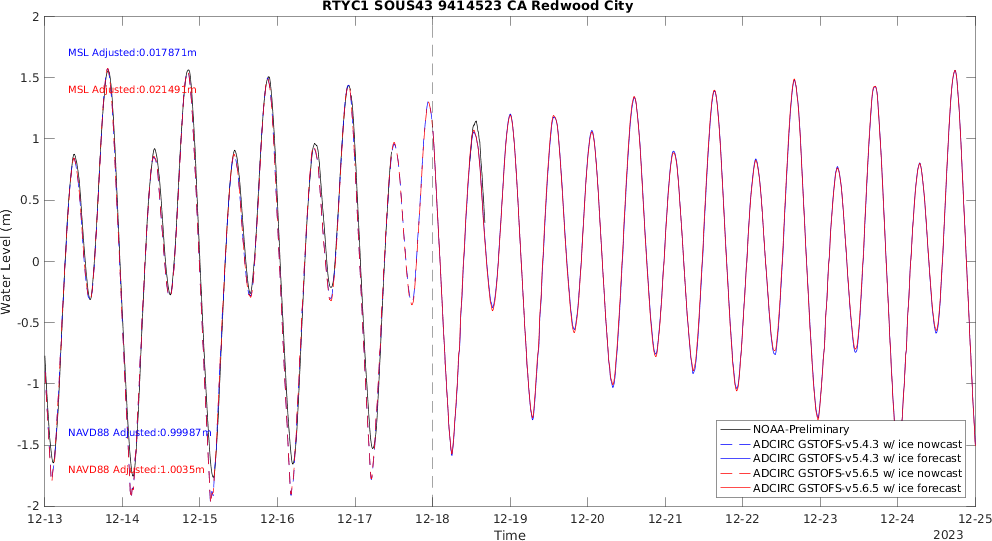 RTYC1 SOUS43 9414523 CA Redwood City
2
1.5
1
0.5
0
-0.5
-1
-1.5
-2
Water Level (m)
MSL Adjusted:0.017871m
MSL Adjusted:0.021491m
NAVD88 Adjusted:0.99987m
NAVD88 Adjusted:1.0035m
NOAA-Preliminary
ADCIRC GSTOFS-v5.4.3 w/ ice nowcast
ADCIRC GSTOFS-v5.4.3 w/ ice forecast
ADCIRC GSTOFS-v5.6.5 w/ ice nowcast
ADCIRC GSTOFS-v5.6.5 w/ ice forecast
12-13 12-14 12-15 12-16 12-17 12-18 12-19 12-20 12-21 12-22 12-23 12-24 12-25
Time
2023